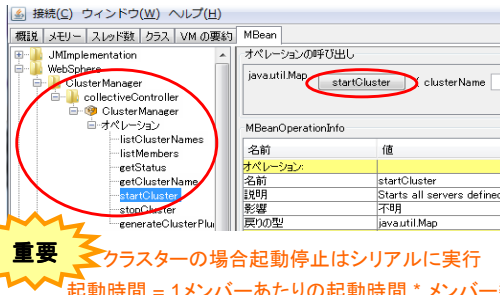 接続(C) ウィンドウ(W) ヘルプ(H)
概説 メモリー スレッド数 クラス VM の要約 MBean
JMImplementation
WebSphere
ClusterManager
collectiveController
ClusterManager
オペレーション
listClusterNames
listMembers
getStatus
getClusterName
startCluster
stopCluster
generateClusterPlu
オペレーションの呼び出し
java.util.Map startCluster ( clusterName
MBeanOperationInfo
名前 値
オペレーション:
名前 startCluster
説明 Starts all servers defined
影響 不明
戻りの型 java.util.Map
重要
クラスターの場合起動停止はシリアルに実行
起動時間 = 1メンバーあたりの起動時間 * メンバー